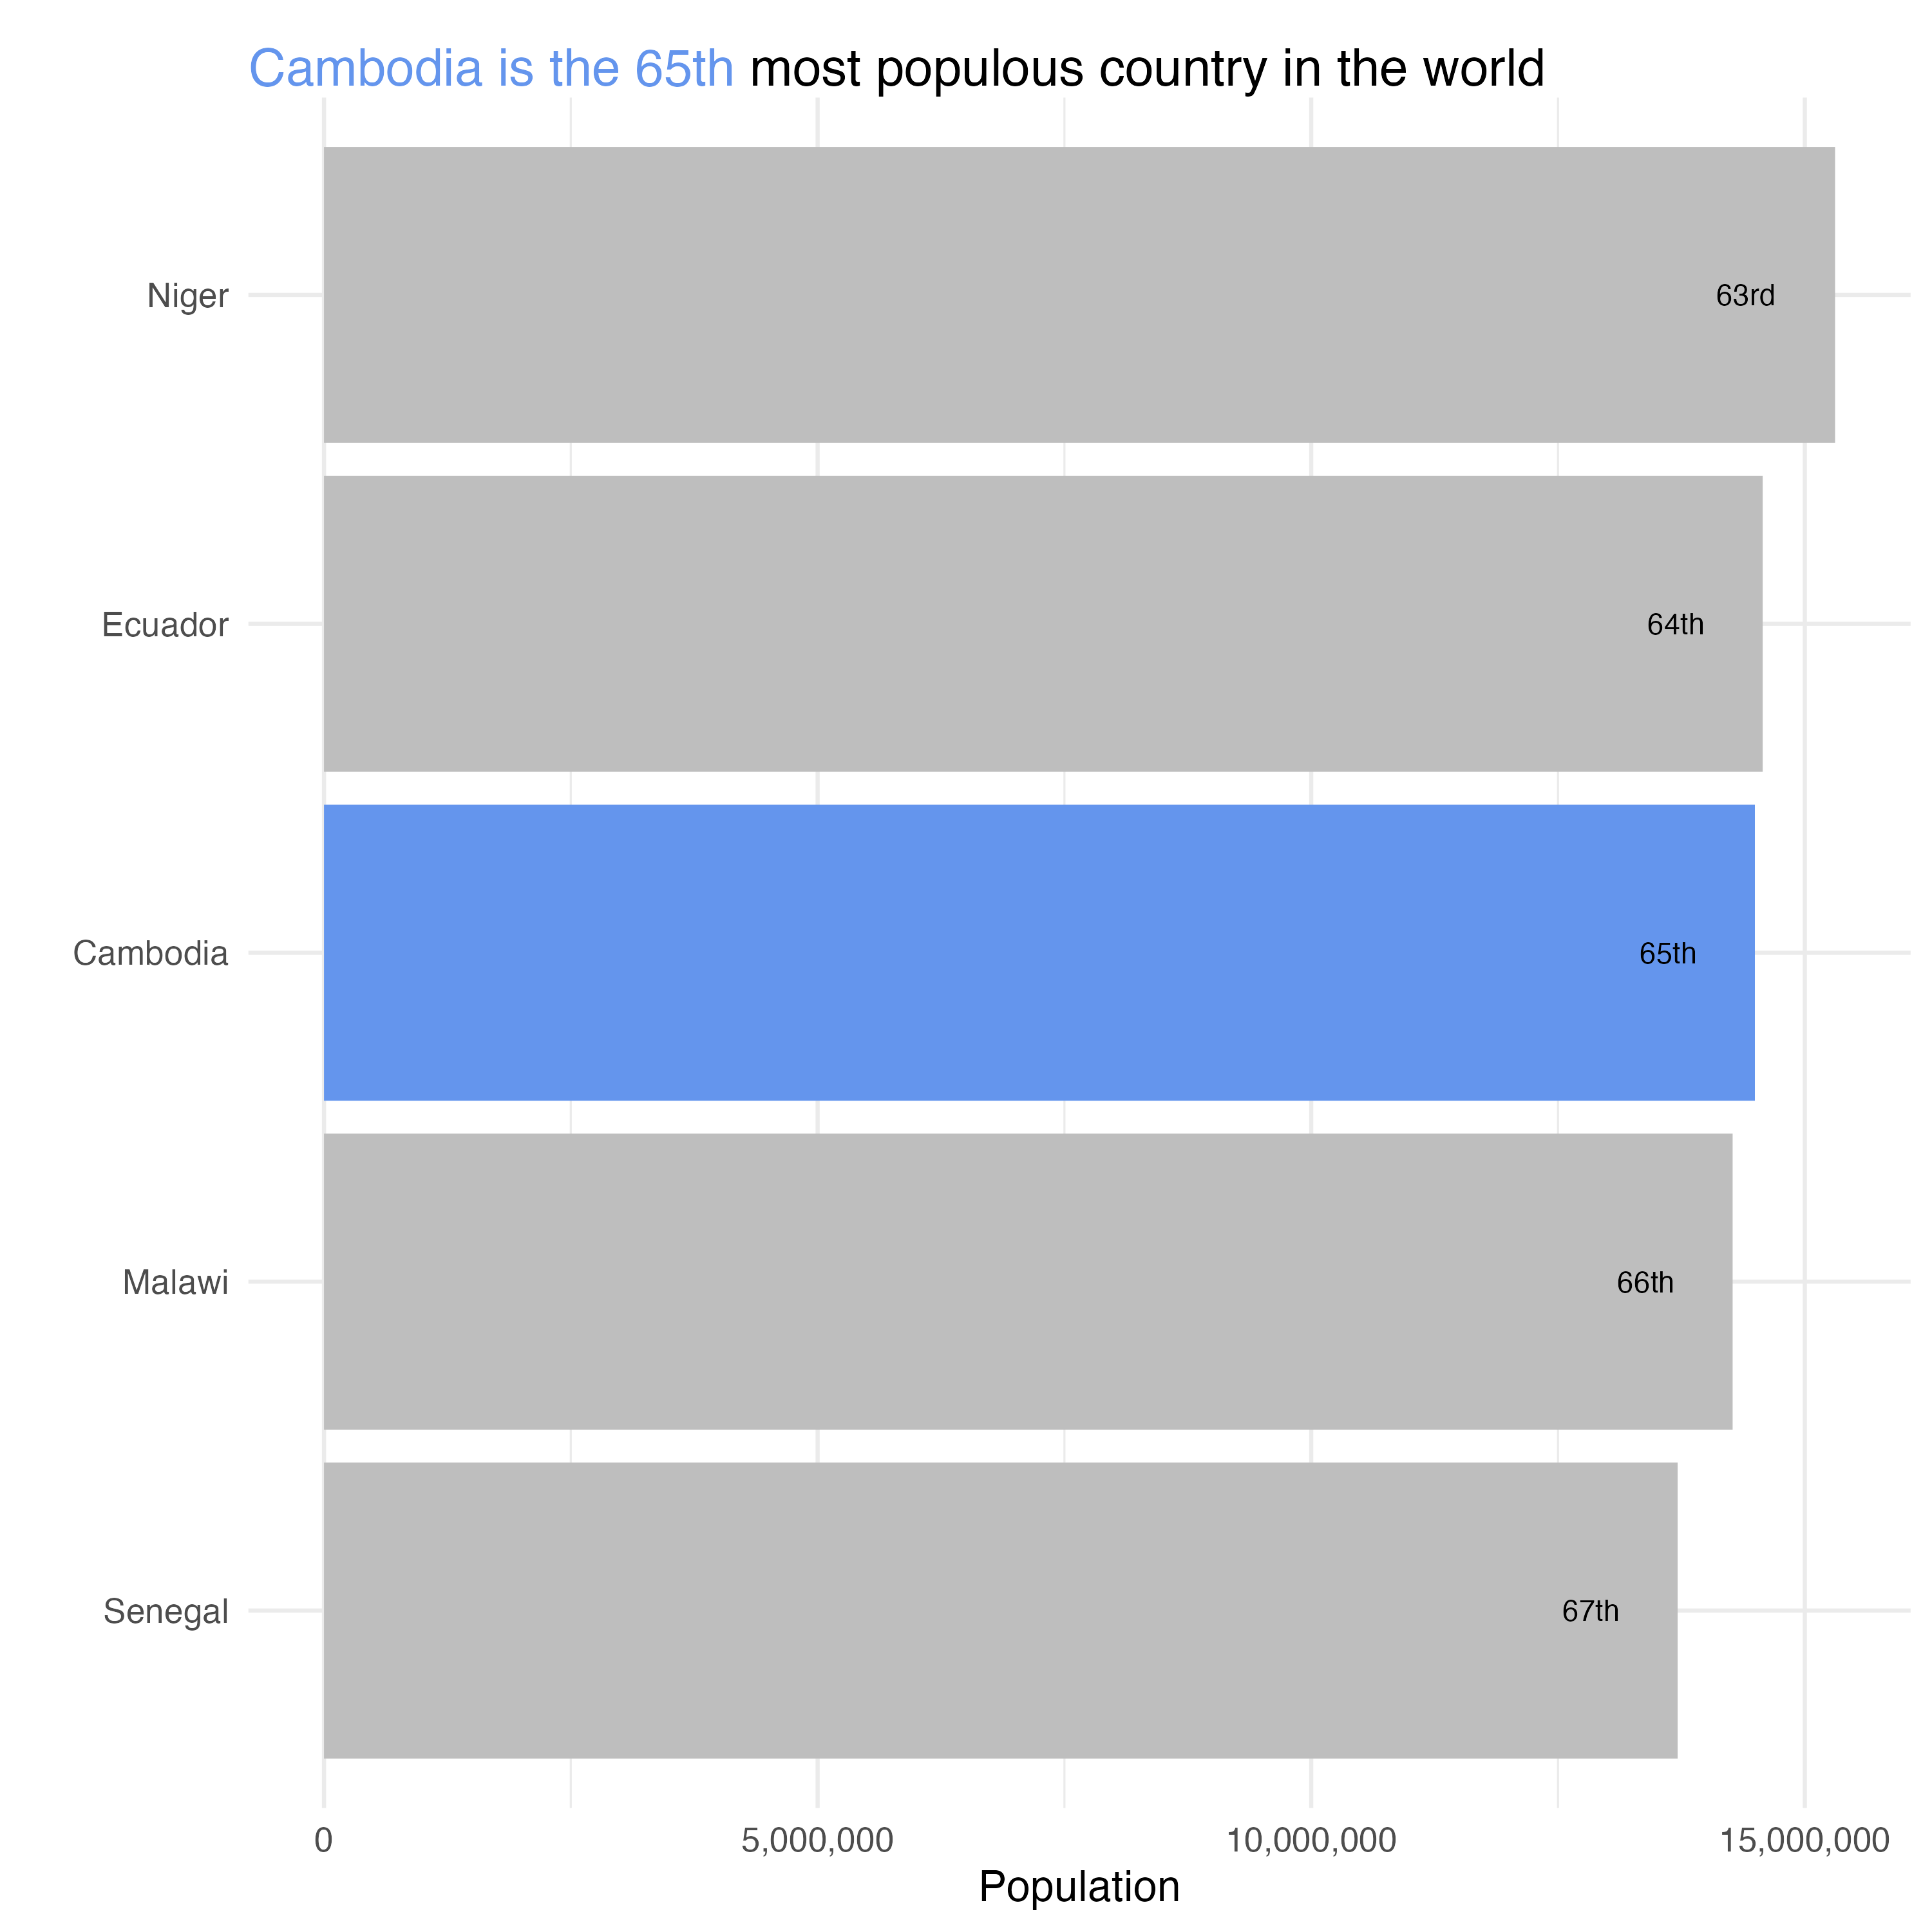 Cambodia is the 65th most populous country in the world
Niger
63rd
Ecuador
64th
Cambodia
65th
Malawi
66th
Senegal
67th
0
5,000,000
10,000,000
15,000,000
Population